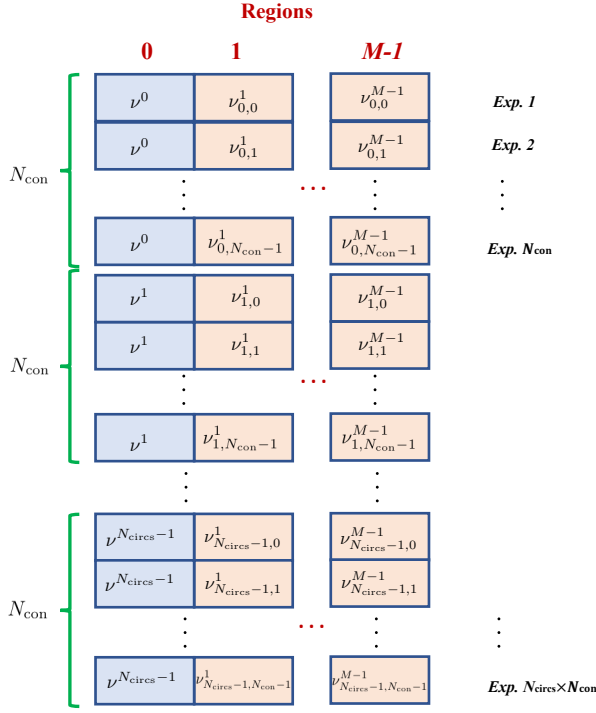 Regions
0 1 M-1
ν^0 ν^1_{0,0} ν^{M−1}_{0,0} Exp. 1
ν^0 ν^1_{0,1} ν^{M−1}_{0,1} Exp. 2
N_con
⋮ ... ⋮ ⋮
ν^0 ν^1_{0,N_con−1} ν^{M−1}_{0,N_con−1} Exp. N_con
ν^1 ν^1_{1,0} ν^{M−1}_{1,0}
ν^1 ν^1_{1,1} ν^{M−1}_{1,1}
N_con
⋮ ... ⋮
ν^1 ν^1_{1,N_con−1} ν^{M−1}_{1,N_con−1}
⋮ ⋮
ν^{N_circs−1} ν^1_{N_circs−1,0} ν^{M−1}_{N_circs−1,0}
ν^{N_circs−1} ν^1_{N_circs−1,1} ν^{M−1}_{N_circs−1,1}
N_con
⋮ ... ⋮ ⋮
ν^{N_circs−1} ν^1_{N_circs−1,N_con−1} ν^{M−1}_{N_circs−1,N_con−1} Exp. N_circs×N_con